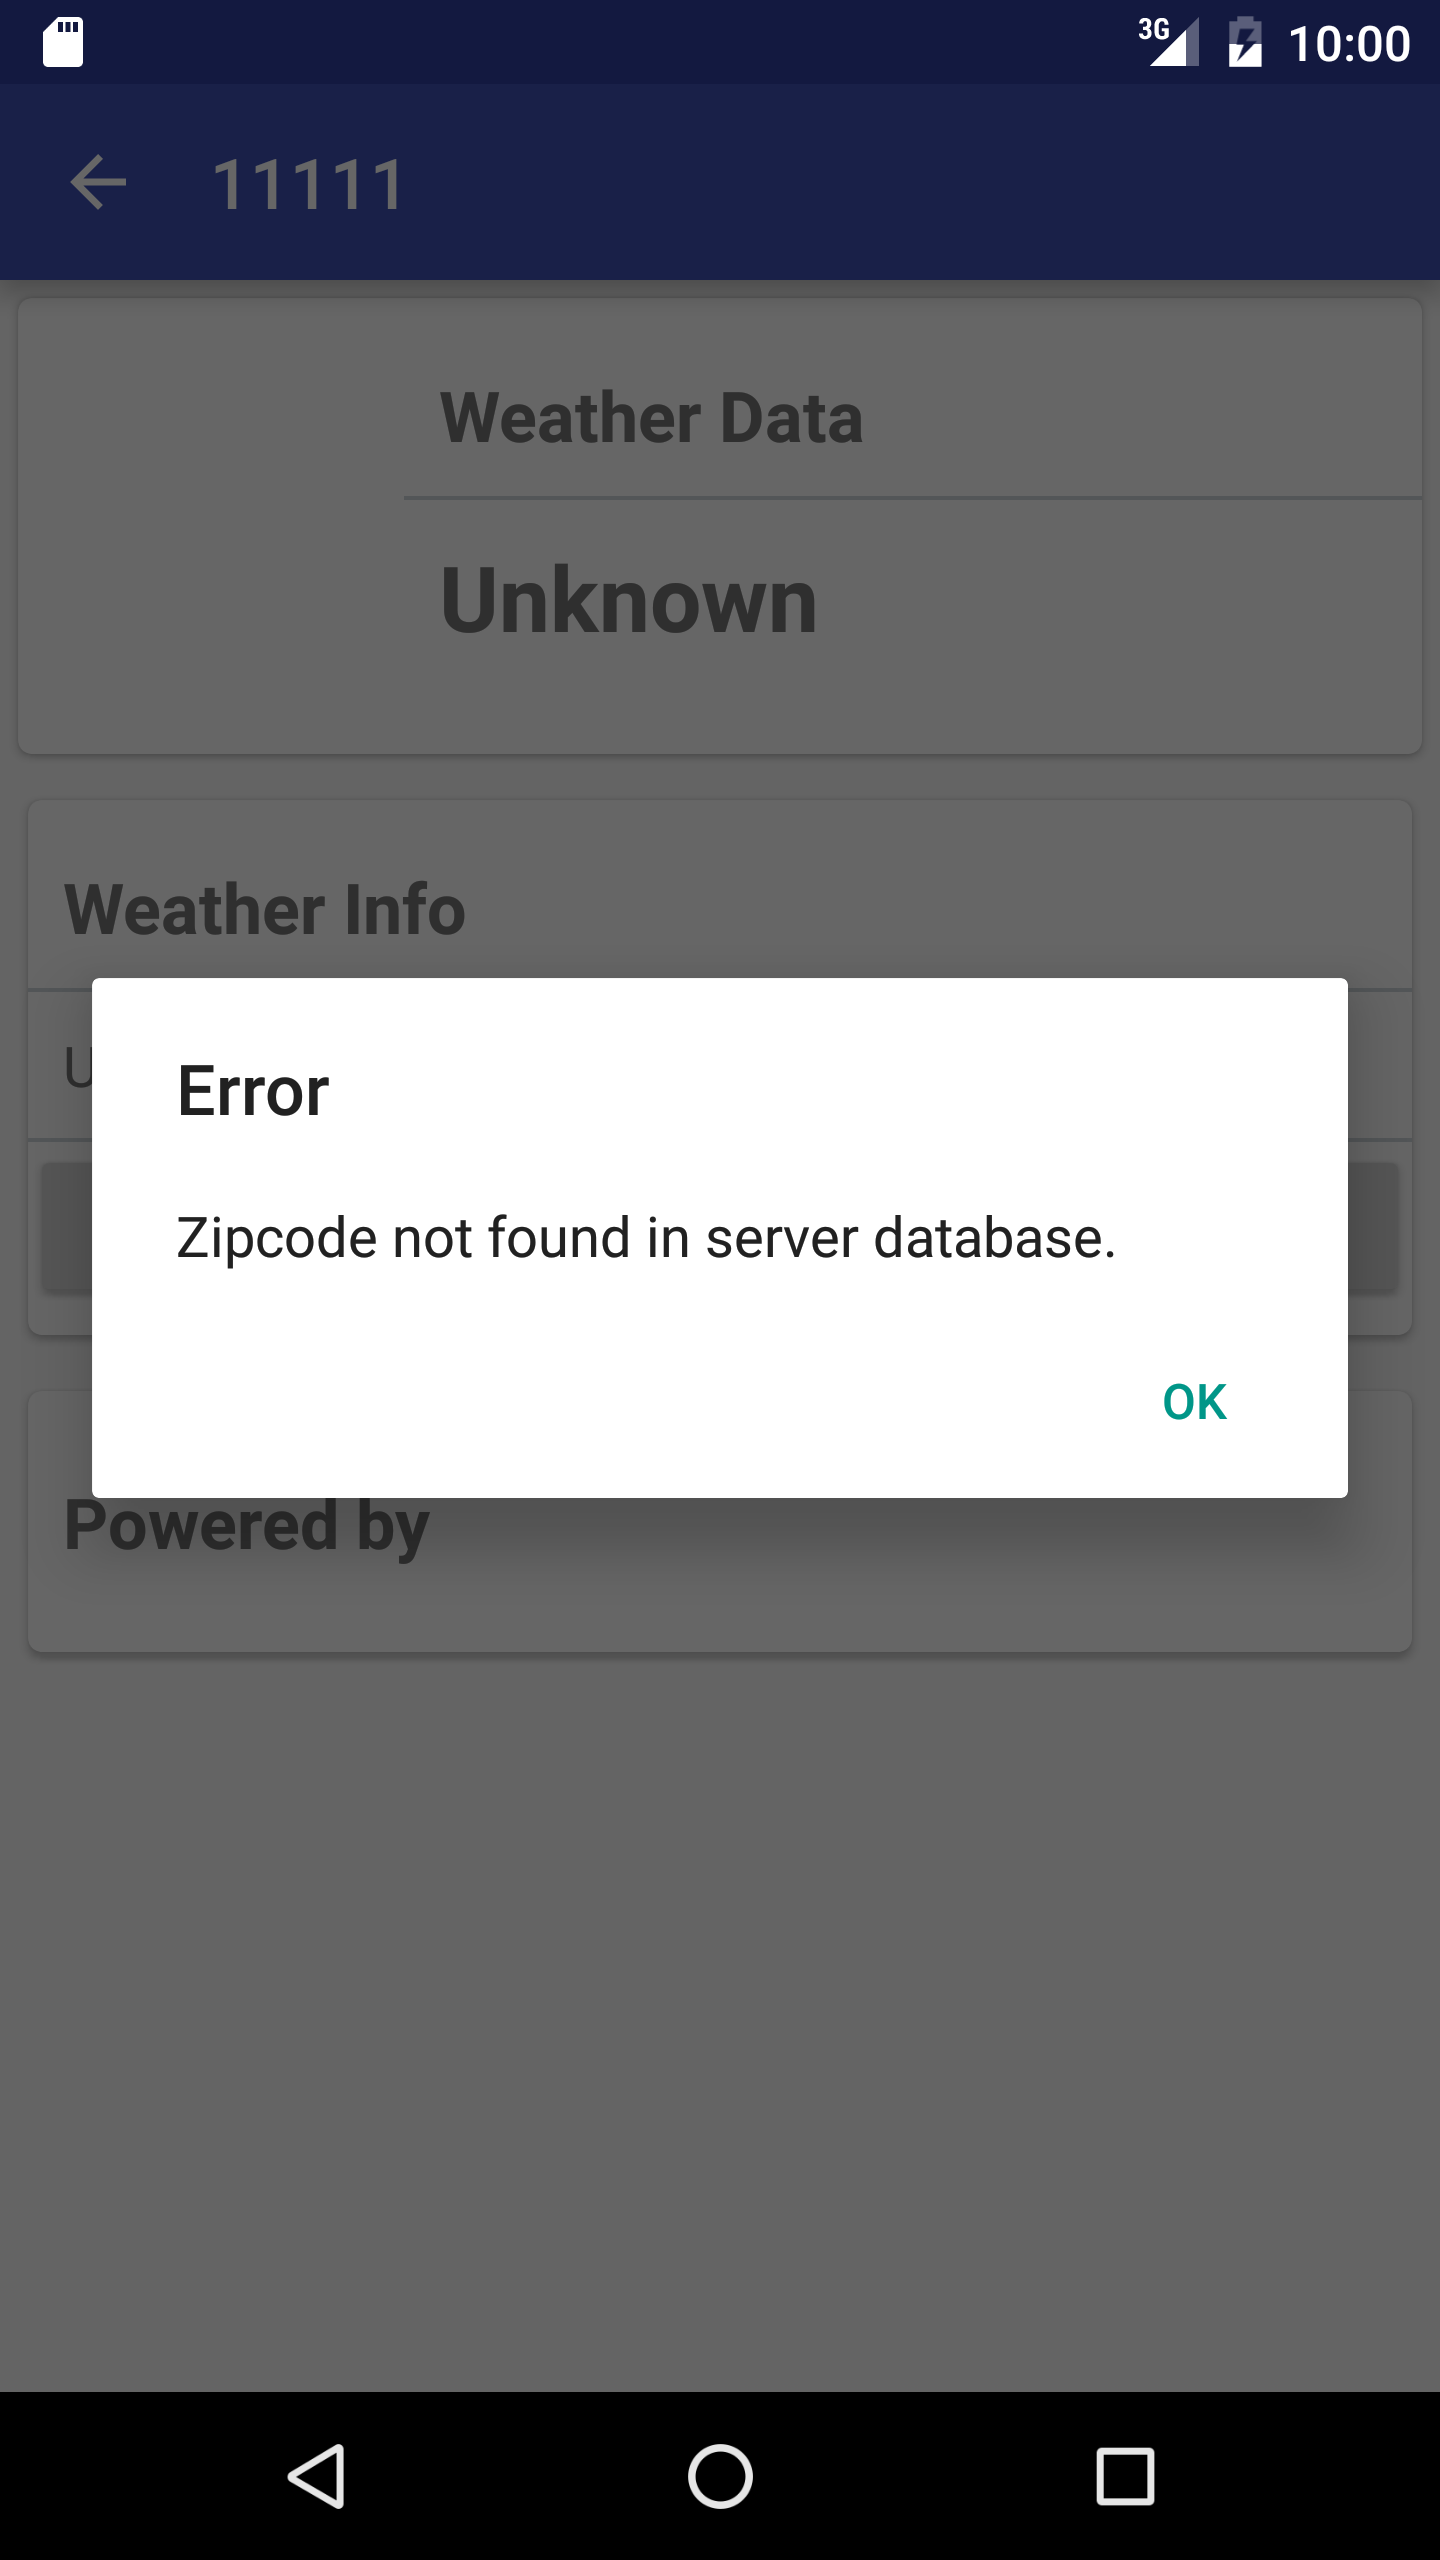 3G 10:00
11111
Weather Data
Unknown
Weather Info
Error
Zipcode not found in server database.
OK
Powered by